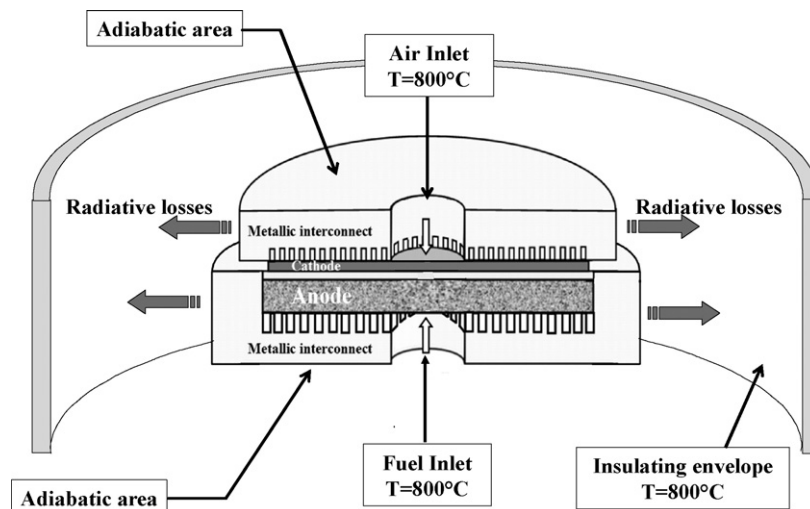 Adiabatic area
Air Inlet
T=800°C
Radiative losses
Radiative losses
Metallic interconnect
Cathode
Anode
Metallic interconnect
Fuel Inlet
T=800°C
Insulating envelope
T=800°C
Adiabatic area